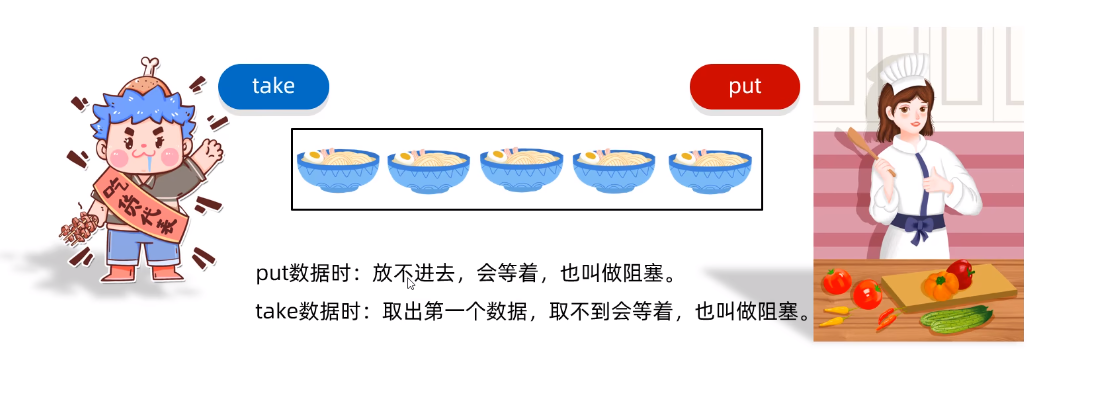 take
put
吃货代表
put数据时：放不进去，会等着，也叫做阻塞。
take数据时：取出第一个数据，取不到会等着，也叫做阻塞。